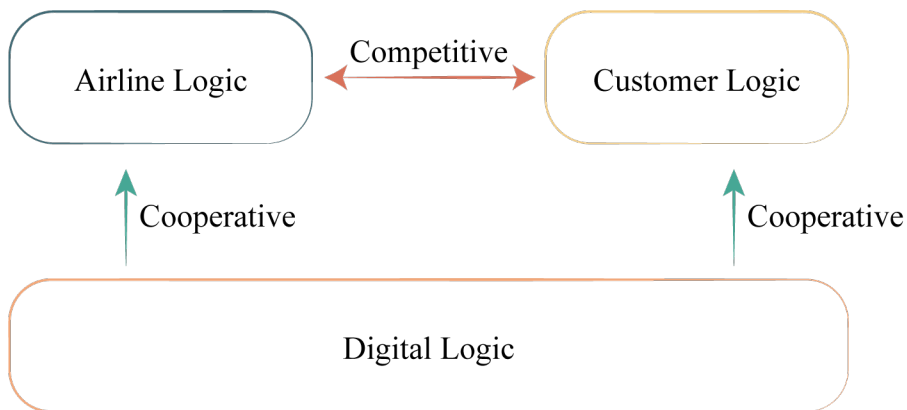 Competitive
Airline Logic
Customer Logic
Cooperative
Cooperative
Digital Logic